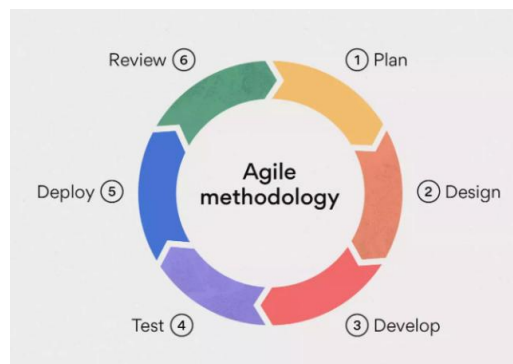 Agile
methodology
① Plan
② Design
③ Develop
Test ④
Deploy ⑤
Review ⑥